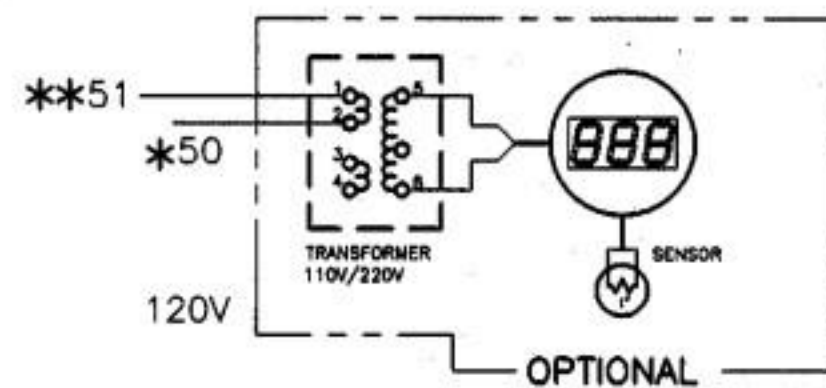 **51
*50
1
2
3
4
5
6
888
TRANSFORMER
110V/220V
SENSOR
120V
OPTIONAL